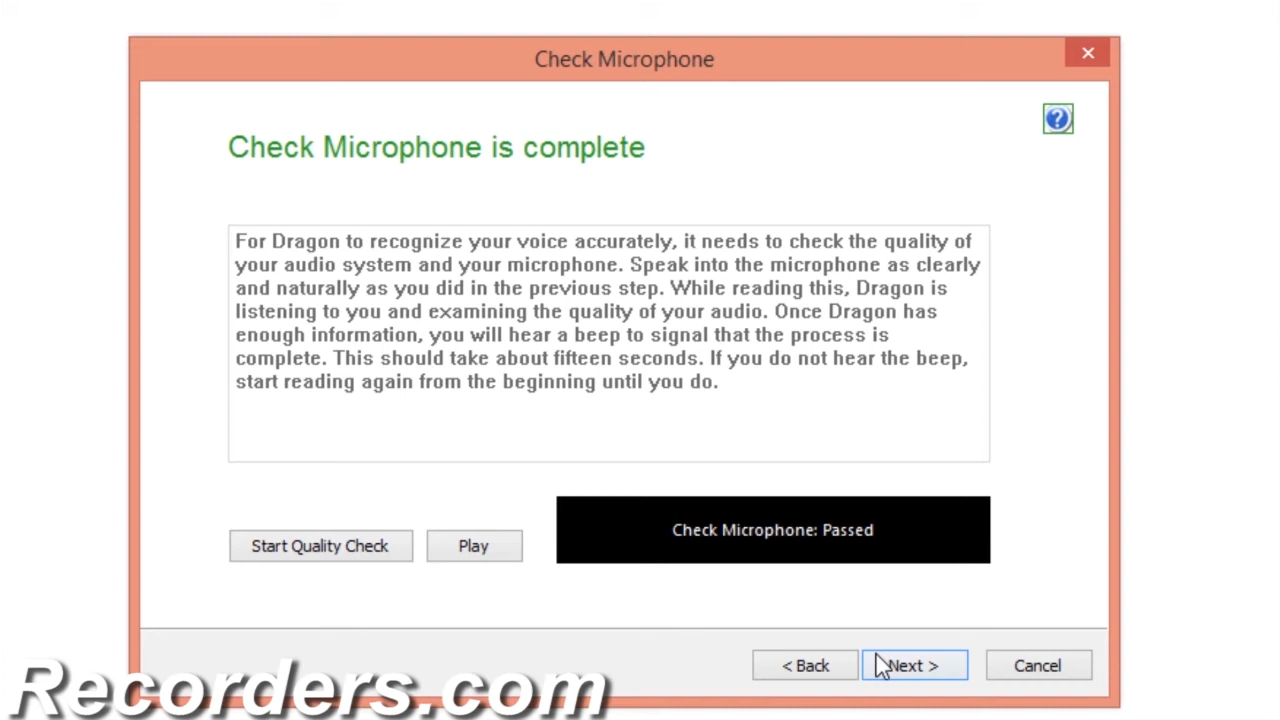 Check Microphone
Check Microphone is complete
For Dragon to recognize your voice accurately, it needs to check the quality of
your audio system and your microphone. Speak into the microphone as clearly
and naturally as you did in the previous step. While reading this, Dragon is
listening to you and examining the quality of your audio. Once Dragon has
enough information, you will hear a beep to signal that the process is
complete. This should take about fifteen seconds. If you do not hear the beep,
start reading again from the beginning until you do.
Check Microphone: Passed
Start Quality Check Play
< Back Next > Cancel
Recorders.com